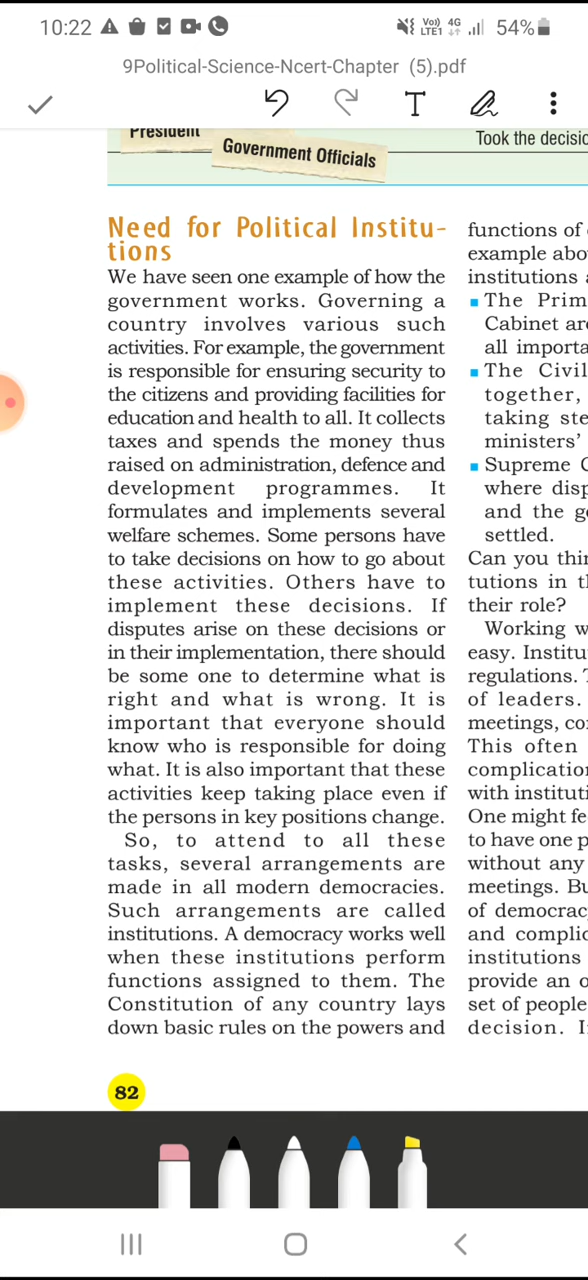 10:22
Vo)) 4G
LTE1
54%
9Political-Science-Ncert-Chapter (5).pdf
T
President
Government Officials
Took the decisio
Need for Political Institu-
tions
We have seen one example of how the
government works. Governing a
country involves various such
activities. For example, the government
is responsible for ensuring security to
the citizens and providing facilities for
education and health to all. It collects
taxes and spends the money thus
raised on administration, defence and
development programmes. It
formulates and implements several
welfare schemes. Some persons have
to take decisions on how to go about
these activities. Others have to
implement these decisions. If
disputes arise on these decisions or
in their implementation, there should
be some one to determine what is
right and what is wrong. It is
important that everyone should
know who is responsible for doing
what. It is also important that these
activities keep taking place even if
the persons in key positions change.
So, to attend to all these
tasks, several arrangements are
made in all modern democracies.
Such arrangements are called
institutions. A democracy works well
when these institutions perform
functions assigned to them. The
Constitution of any country lays
down basic rules on the powers and
functions of
example abo
institutions
The Prim
Cabinet are
all importa
The Civil
together,
taking ste
ministers'
Supreme C
where disp
and the go
settled.
Can you thin
tutions in th
their role?
Working w
easy. Institu
regulations. T
of leaders.
meetings, co
This often
complication
with instituti
One might fe
to have one p
without any
meetings. Bu
of democrac
and complic
institutions
provide an o
set of people
decision. I
82